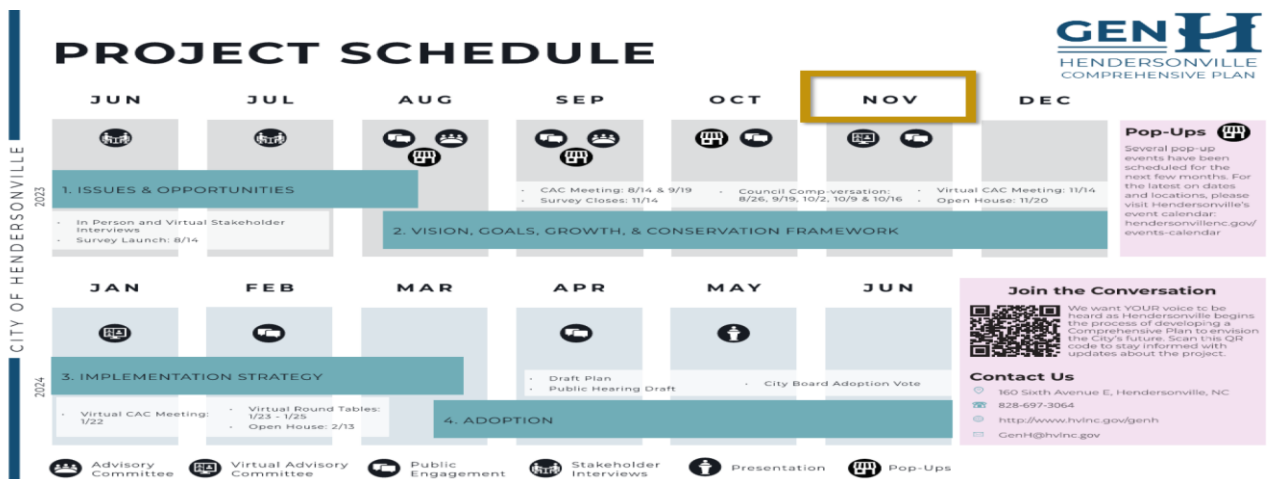 PROJECT SCHEDULE
GEN H
HENDERSONVILLE
COMPREHENSIVE PLAN
CITY OF HENDERSONVILLE
2023
JUN JUL AUG SEP OCT NOV DEC
1. ISSUES & OPPORTUNITIES
In Person and Virtual Stakeholder
Interviews
Survey Launch: 8/14
CAC Meeting: 8/14 & 9/19
Survey Closes: 11/14
Council Comp-versation:
8/26, 9/19, 10/2, 10/9 & 10/16
Virtual CAC Meeting: 11/14
Open House: 11/20
2. VISION, GOALS, GROWTH, & CONSERVATION FRAMEWORK
Pop-Ups
Several pop-up
events have been
scheduled for the
next few months. For
the latest on dates
and locations, please
visit Hendersonville's
event calendar:
hendersonvillenc.gov/
events-calendar
2024
JAN FEB MAR APR MAY JUN
3. IMPLEMENTATION STRATEGY
Virtual CAC Meeting:
1/22
Virtual Round Tables:
1/23 - 1/25
Open House: 2/13
Draft Plan
Public Hearing Draft
City Board Adoption Vote
4. ADOPTION
Join the Conversation
We want YOUR voice to be
heard as Hendersonville begins
the process of developing a
Comprehensive Plan to envision
the City's future. Scan this QR
code to stay informed with
updates about the project.
Contact Us
160 Sixth Avenue E, Hendersonville, NC
828-697-3064
http://www.hvlnc.gov/genh
GenH@hvlnc.gov
Advisory
Committee
Virtual Advisory
Committee
Public
Engagement
Stakeholder
Interviews
Presentation
Pop-Ups